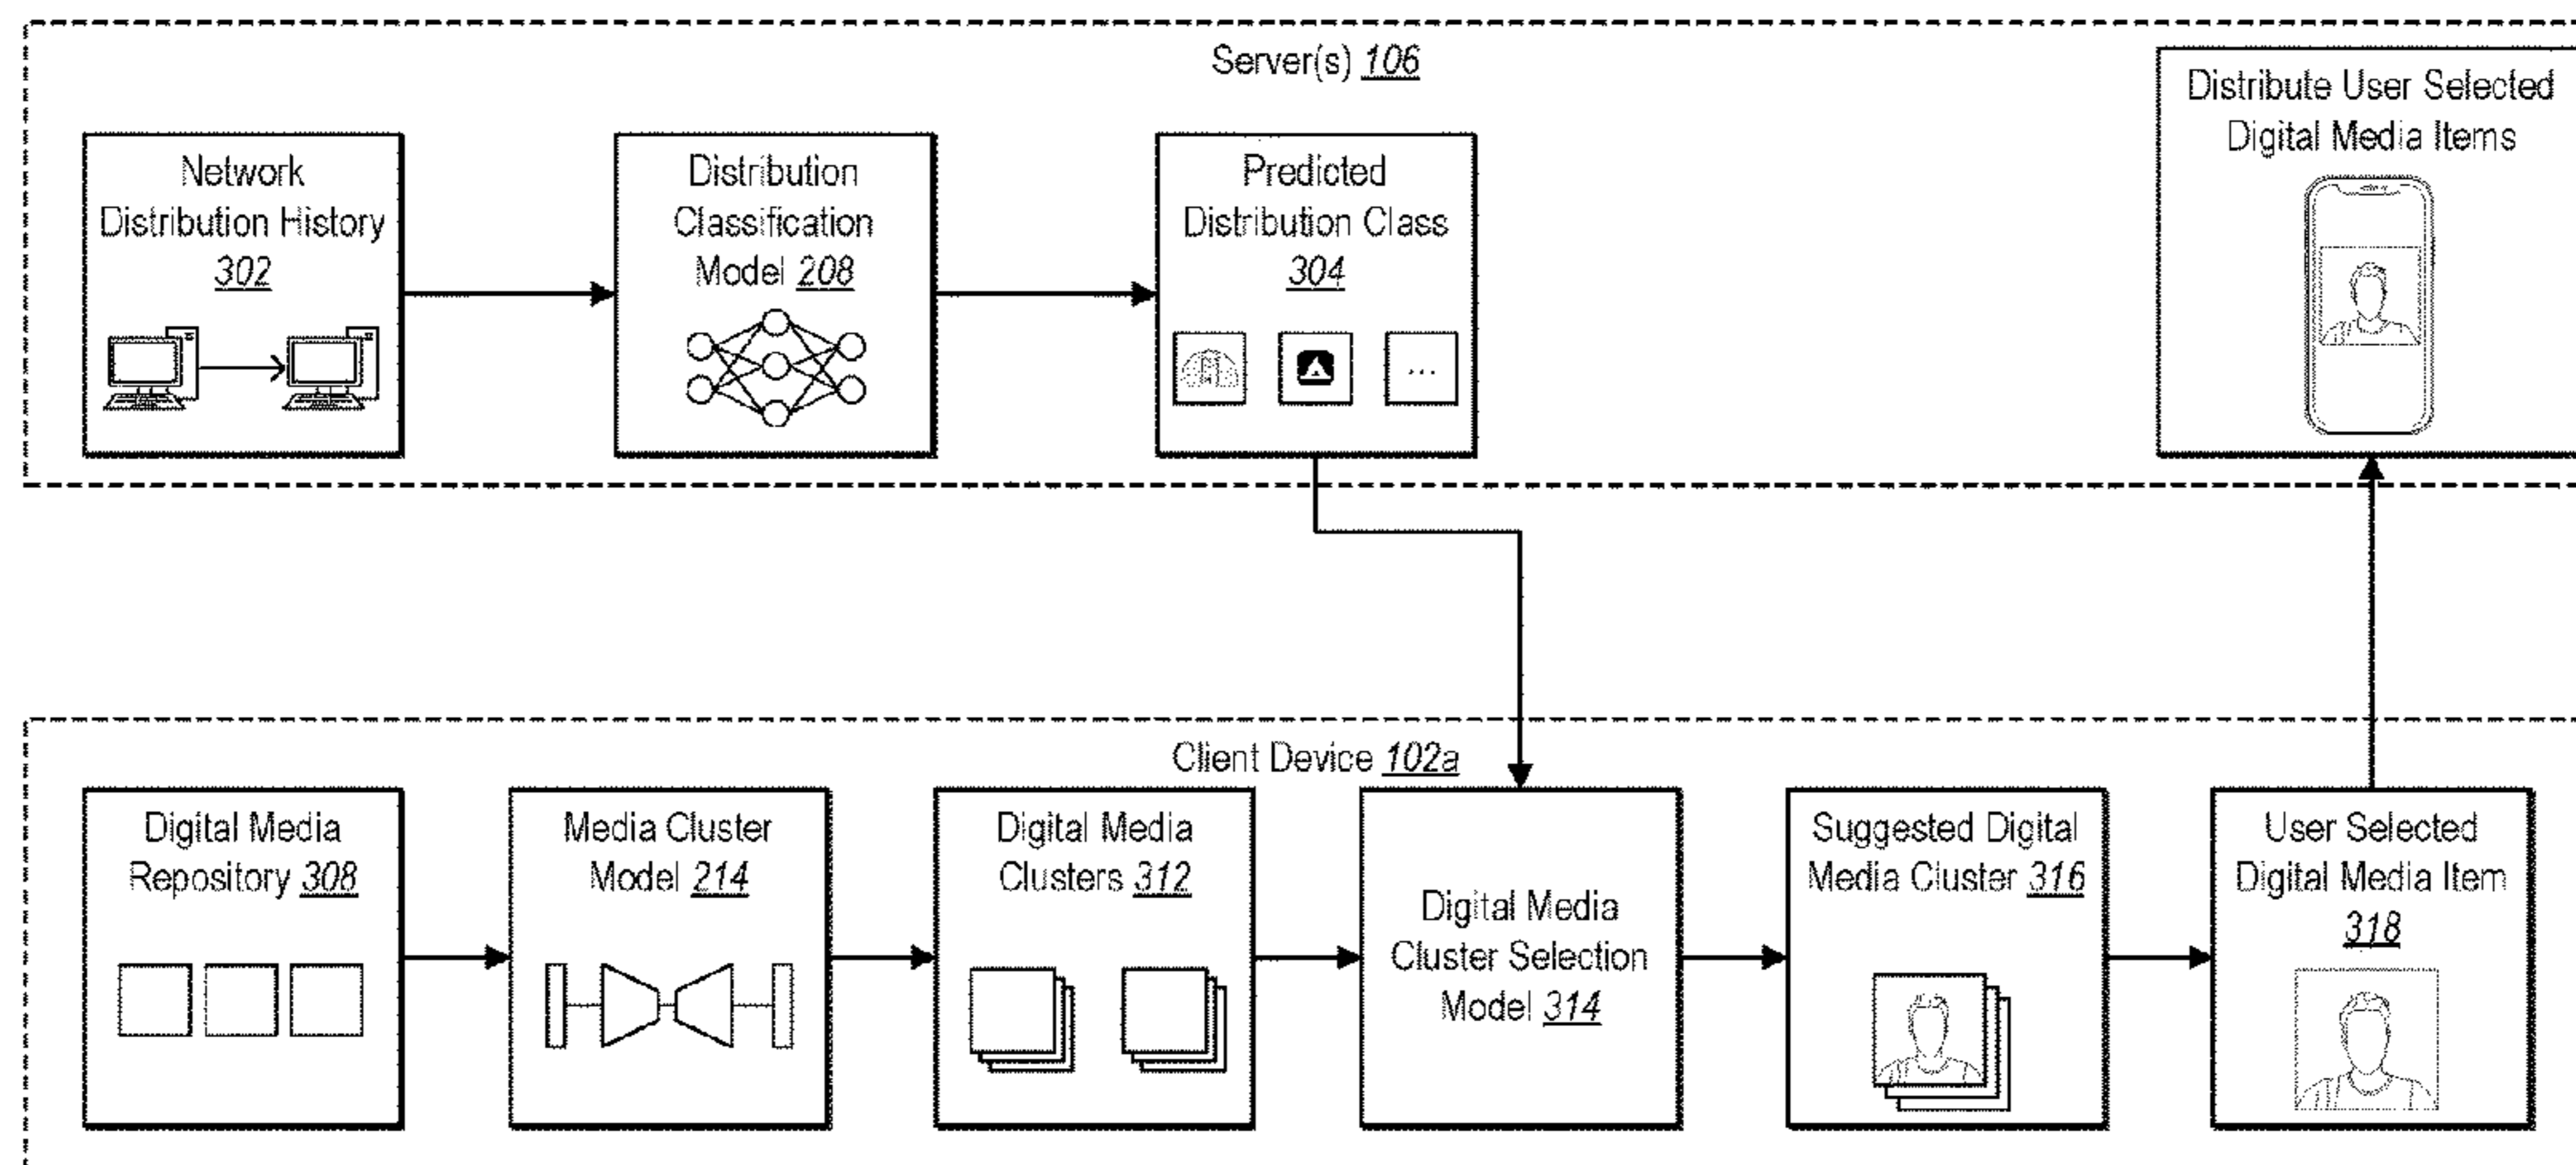 Server(s) 106
Network
Distribution History
302
Distribution
Classification
Model 208
Predicted
Distribution Class
304
...
Distribute User Selected
Digital Media Items
Client Device 102a
Digital Media
Repository 308
Media Cluster
Model 214
Digital Media
Clusters 312
Digital Media
Cluster Selection
Model 314
Suggested Digital
Media Cluster 316
User Selected
Digital Media Item
318